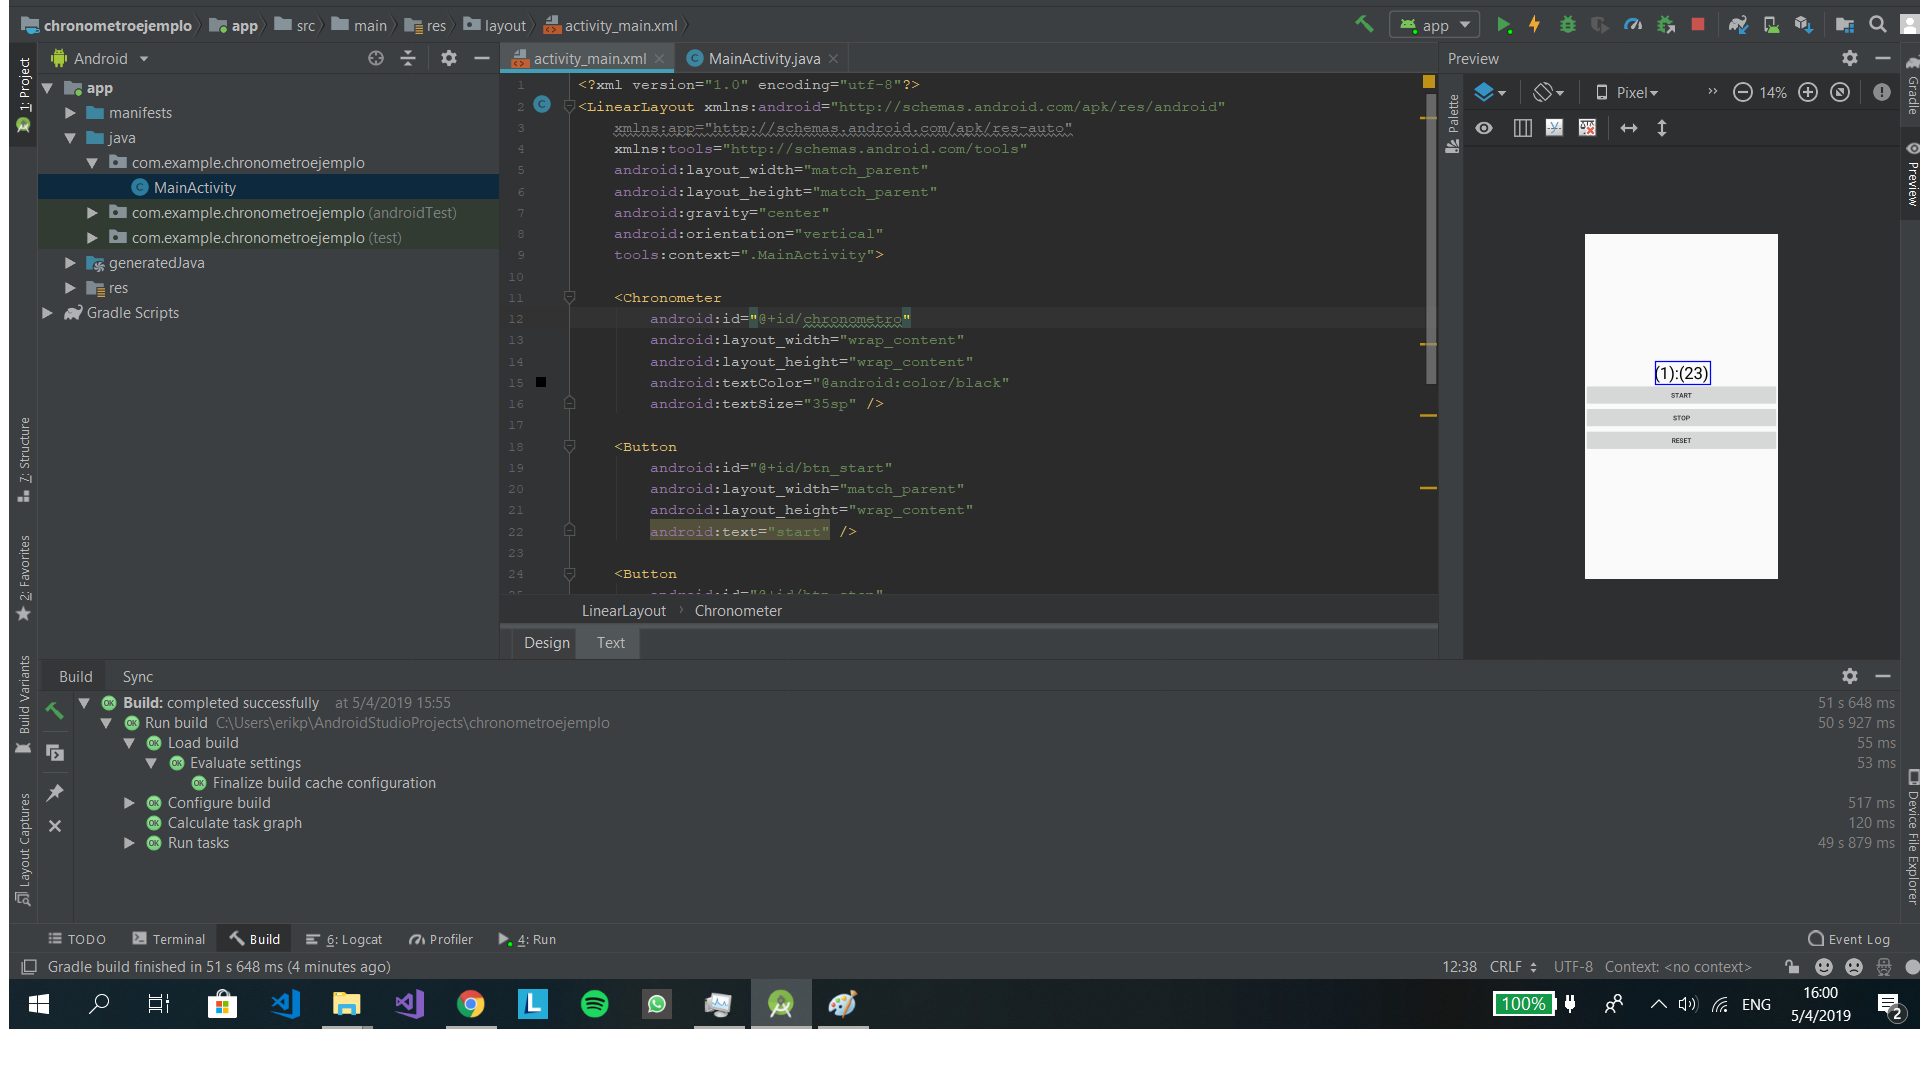 chronometroejemplo app src main res layout activity_main.xml
app
1: Project
Android
activity_main.xml MainActivity.java
Preview
app
manifests
java
com.example.chronometroejemplo
MainActivity
com.example.chronometroejemplo (androidTest)
com.example.chronometroejemplo (test)
generatedJava
res
Gradle Scripts
7: Structure
2: Favorites
Build Variants
Layout Captures
1 <?xml version="1.0" encoding="utf-8"?>
2 <LinearLayout xmlns:android="http://schemas.android.com/apk/res/android"
3 xmlns:app="http://schemas.android.com/apk/res-auto"
4 xmlns:tools="http://schemas.android.com/tools"
5 android:layout_width="match_parent"
6 android:layout_height="match_parent"
7 android:gravity="center"
8 android:orientation="vertical"
9 tools:context=".MainActivity">
10
11 <Chronometer
12 android:id="@+id/chronometro"
13 android:layout_width="wrap_content"
14 android:layout_height="wrap_content"
15 android:textColor="@android:color/black"
16 android:textSize="35sp" />
17
18 <Button
19 android:id="@+id/btn_start"
20 android:layout_width="match_parent"
21 android:layout_height="wrap_content"
22 android:text="start" />
23
24 <Button
25 android:id="@+id/btn_stop"
LinearLayout Chronometer
Design Text
Palette
Pixel 14%
(1):(23)
START
STOP
RESET
Gradle
Preview
Device File Explorer
Build Sync
Build: completed successfully at 5/4/2019 15:55 51 s 648 ms
Run build C:\Users\erikp\AndroidStudioProjects\chronometroejemplo 50 s 927 ms
Load build 55 ms
Evaluate settings 53 ms
Finalize build cache configuration
Configure build 517 ms
Calculate task graph 120 ms
Run tasks 49 s 879 ms
TODO Terminal Build 6: Logcat Profiler 4: Run Event Log
Gradle build finished in 51 s 648 ms (4 minutes ago) 12:38 CRLF UTF-8 Context: <no context>
100% ENG 16:00
5/4/2019
2